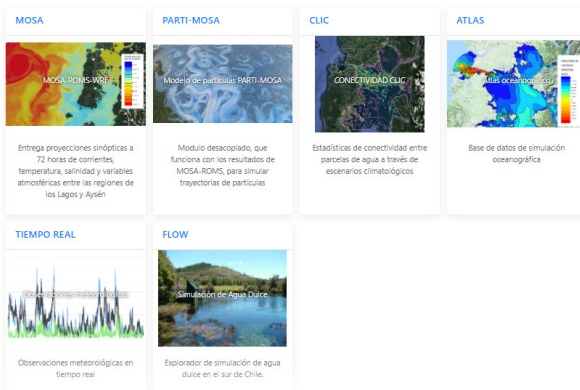 MOSA
MOSA-ROMS-WRF
Entrega proyecciones sinópticas a
72 horas de corrientes,
temperatura, salinidad y variables
atmosféricas entre las regiones de
los Lagos y Aysén
PARTI-MOSA
Modelo de partículas PARTI-MOSA
Modulo desacoplado, que
funciona con los resultados de
MOSA-ROMS, para simular
trayectorias de partículas
CLIC
CONECTIVIDAD CLIC
Estadísticas de conectividad entre
parcelas de agua a través de
escenarios climatológicos
ATLAS
Atlas oceanográfico
Base de datos de simulación
oceanográfica
TIEMPO REAL
Observaciones meteorológicas
Observaciones meteorológicas en
tiempo real
FLOW
Simulación de Agua Dulce
Explorador de simulación de agua
dulce en el sur de Chile.